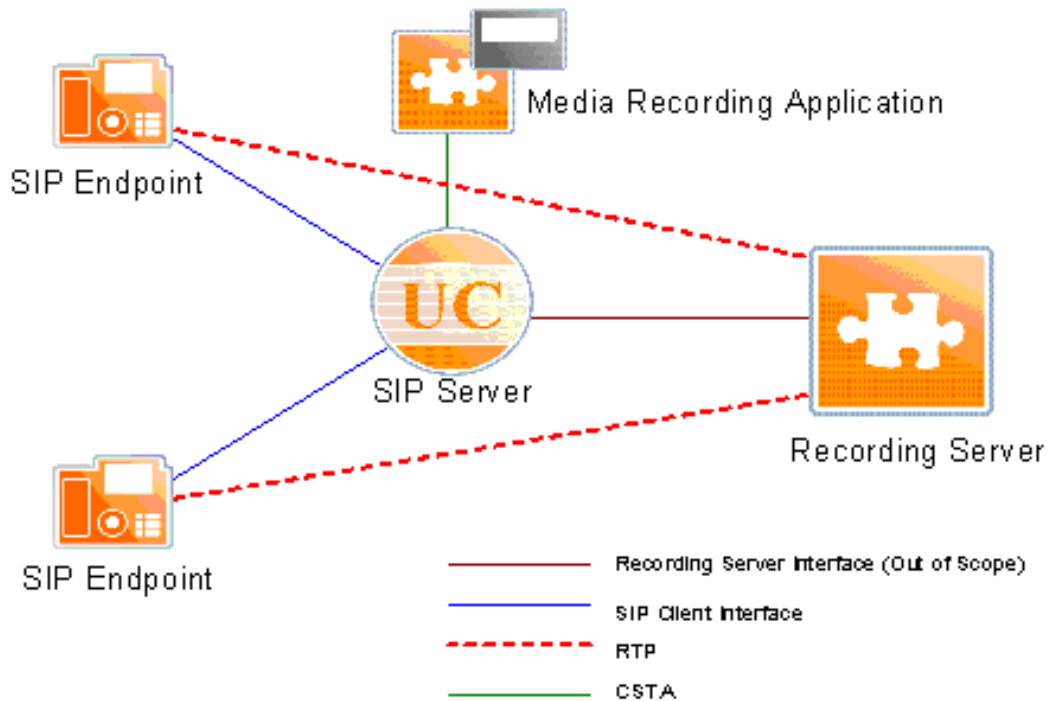 Media Recording Application
SIP Endpoint
UC
SIP Server
Recording Server
SIP Endpoint
Recording Server Interface (Out of Scope)
SIP Client Interface
RTP
CSTA